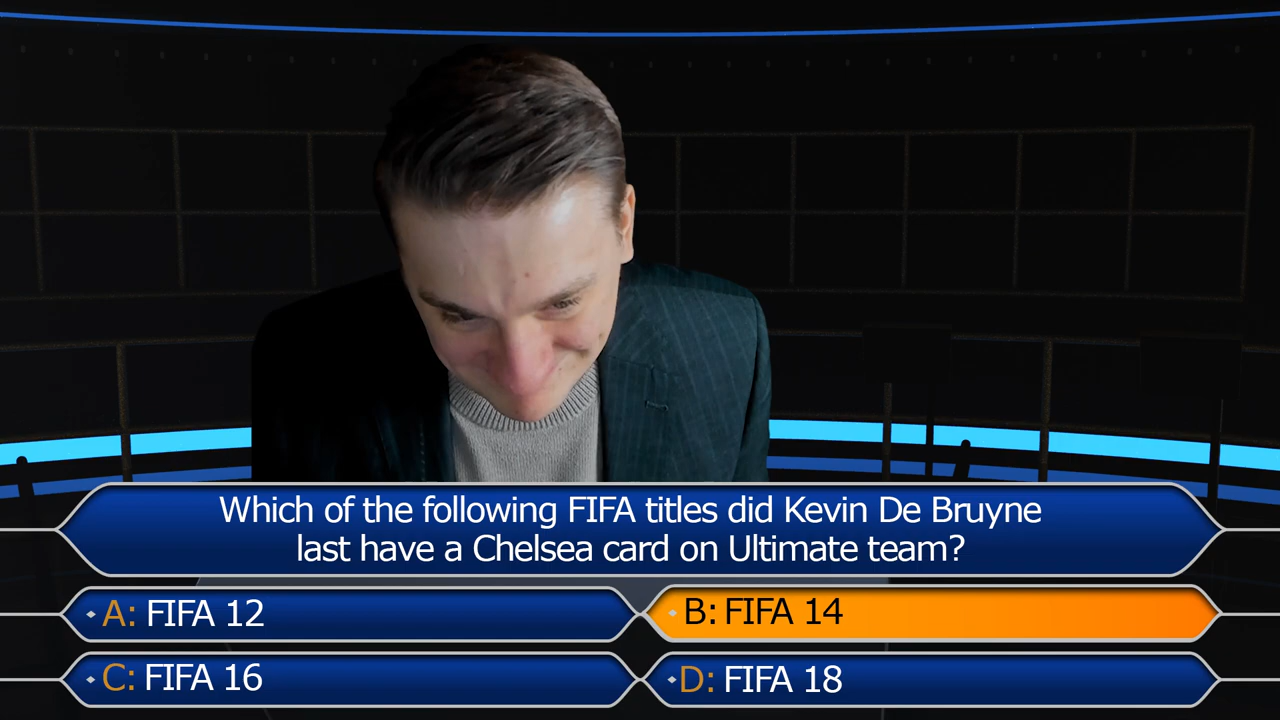 Which of the following FIFA titles did Kevin De Bruyne
last have a Chelsea card on Ultimate team?
A: FIFA 12
B: FIFA 14
C: FIFA 16
D: FIFA 18